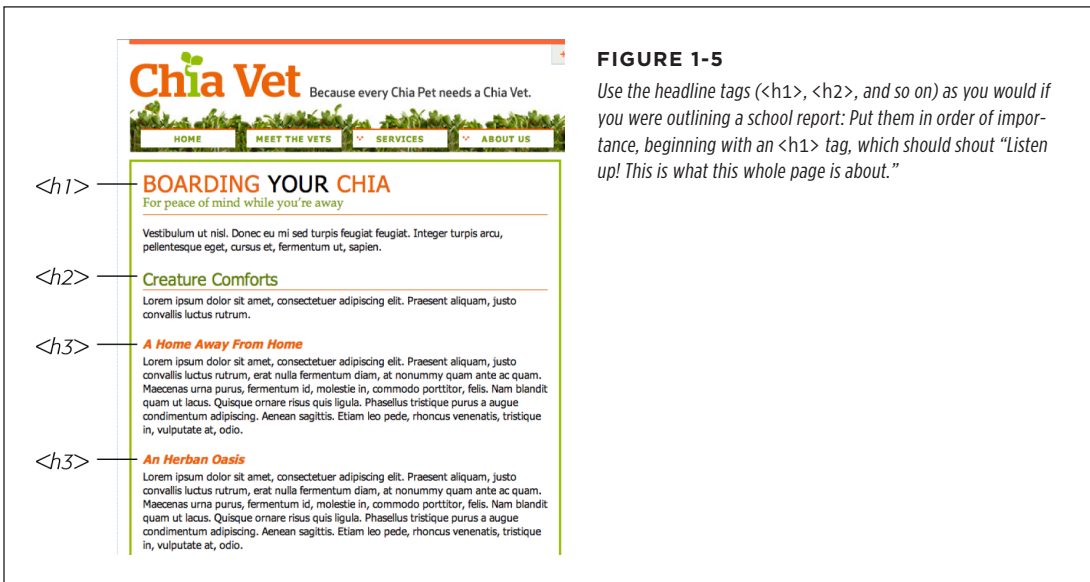 Chia Vet Because every Chia Pet needs a Chia Vet.
HOME MEET THE VETS SERVICES ABOUT US
<h1>
BOARDING YOUR CHIA
For peace of mind while you're away
Vestibulum ut nisl. Donec eu mi sed turpis feugiat feugiat. Integer turpis arcu,
pellentesque eget, cursus et, fermentum ut, sapien.
<h2>
Creature Comforts
Lorem ipsum dolor sit amet, consectetuer adipiscing elit. Praesent aliquam, justo
convallis luctus rutrum.
<h3>
A Home Away From Home
Lorem ipsum dolor sit amet, consectetuer adipiscing elit. Praesent aliquam, justo
convallis luctus rutrum, erat nulla fermentum diam, at nonummy quam ante ac quam.
Maecenas urna purus, fermentum id, molestie in, commodo porttitor, felis. Nam blandit
quam ut lacus. Quisque ornare risus quis ligula. Phasellus tristique purus a augue
condimentum adipiscing. Aenean sagittis. Etiam leo pede, rhoncus venenatis, tristique
in, vulputate at, odio.
<h3>
An Herban Oasis
Lorem ipsum dolor sit amet, consectetuer adipiscing elit. Praesent aliquam, justo
convallis luctus rutrum, erat nulla fermentum diam, at nonummy quam ante ac quam.
Maecenas urna purus, fermentum id, molestie in, commodo porttitor, felis. Nam blandit
quam ut lacus. Quisque ornare risus quis ligula. Phasellus tristique purus a augue
condimentum adipiscing. Aenean sagittis. Etiam leo pede, rhoncus venenatis, tristique
in, vulputate at, odio.
FIGURE 1-5
Use the headline tags (<h1>, <h2>, and so on) as you would if
you were outlining a school report: Put them in order of impor-
tance, beginning with an <h1> tag, which should shout “Listen
up! This is what this whole page is about.”